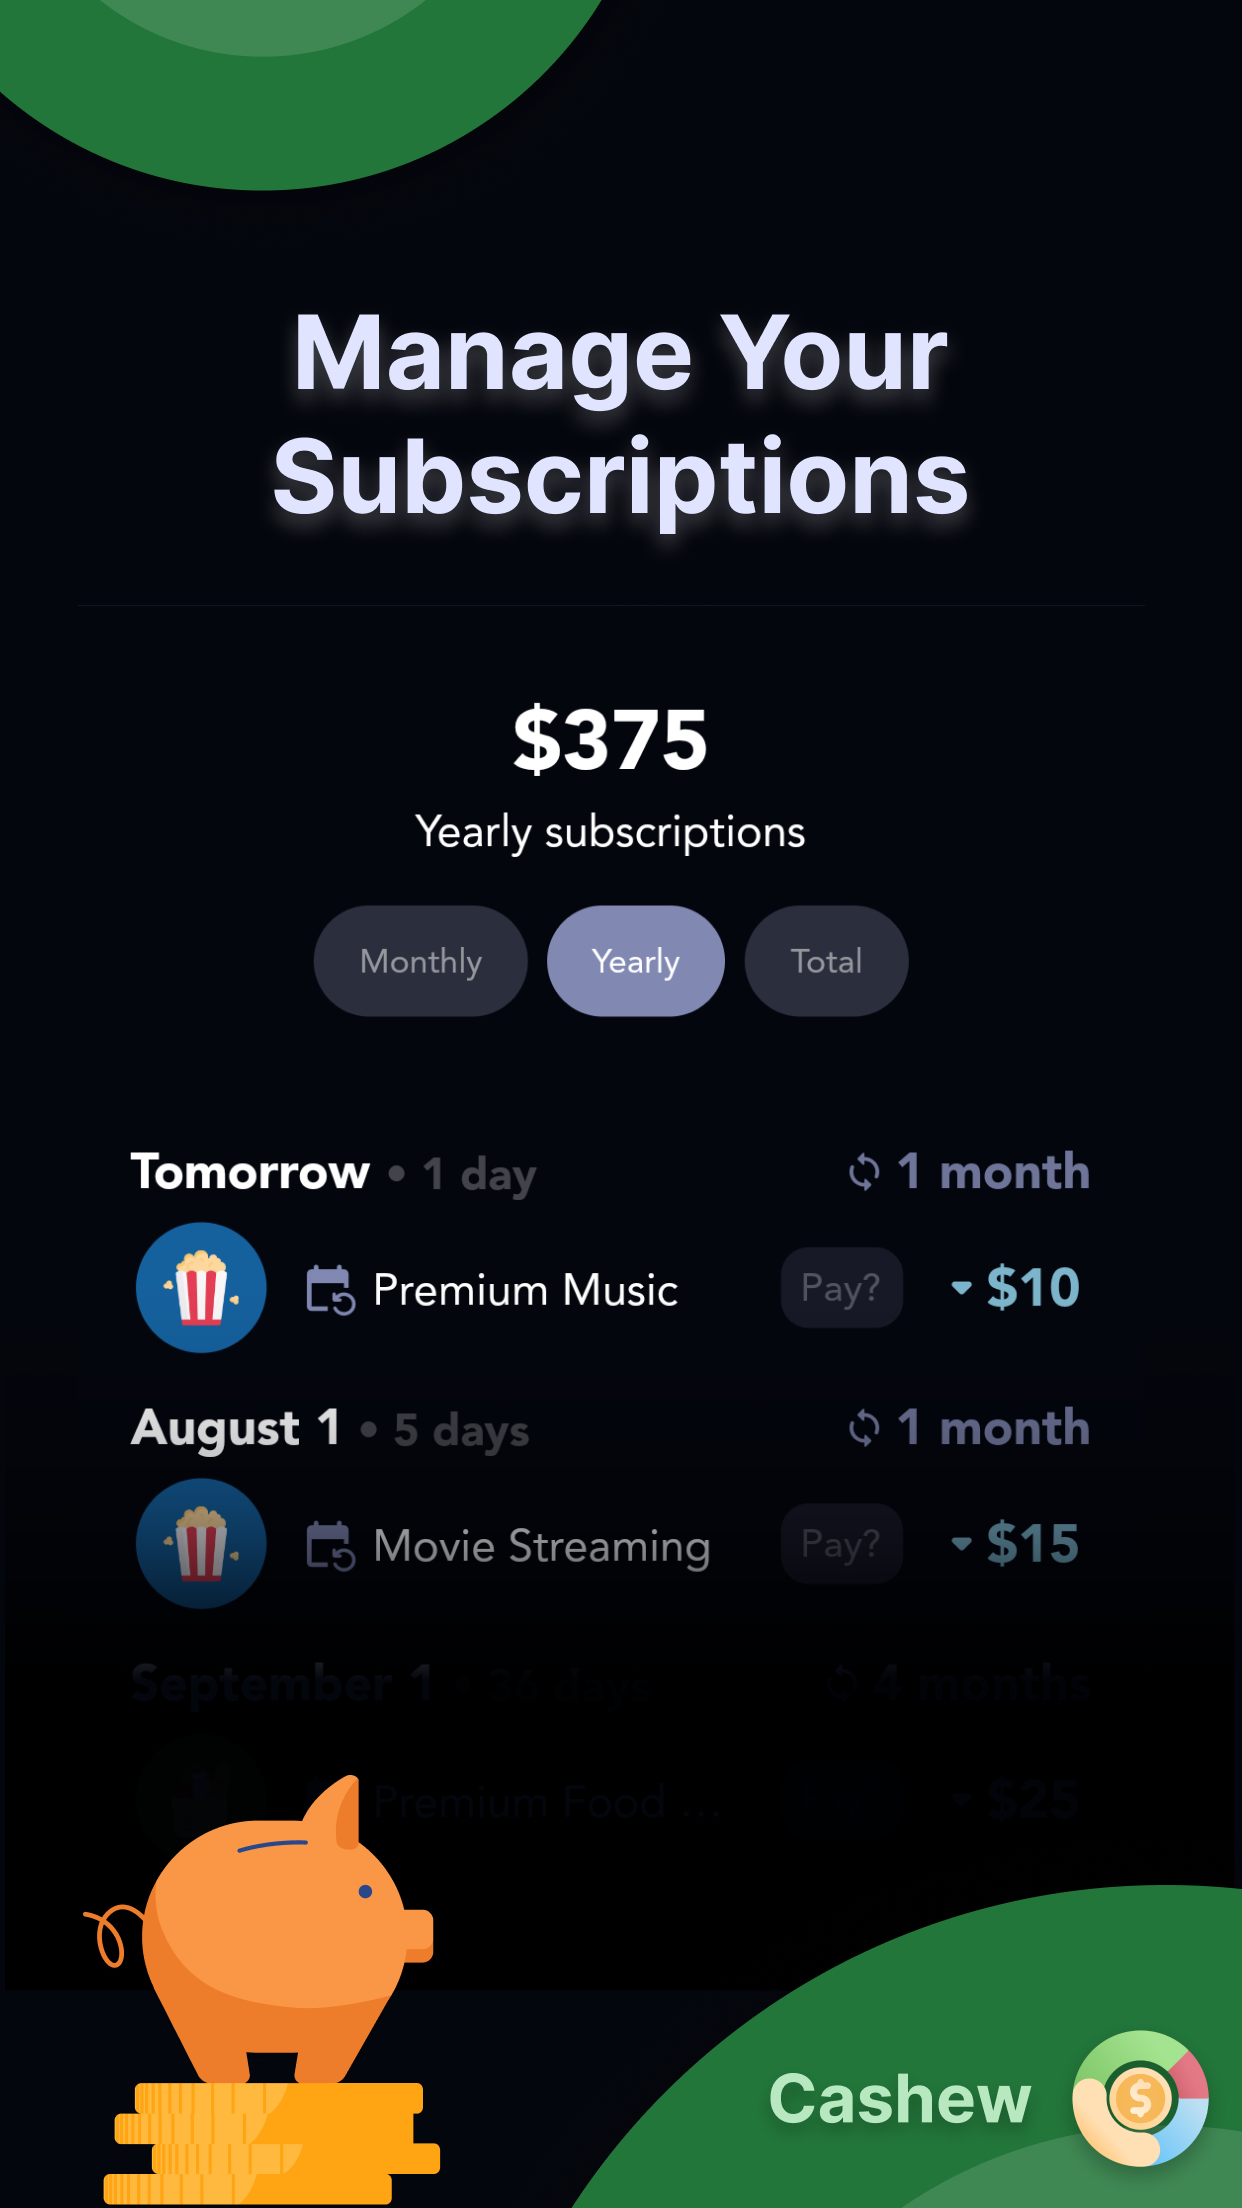 Manage Your
Subscriptions
$375
Yearly subscriptions
Monthly Yearly Total
Tomorrow • 1 day 1 month
Premium Music Pay? $10
August 1 • 5 days 1 month
Movie Streaming Pay? $15
September 1 • 36 days 4 months
Premium Food ... $25
Cashew
$